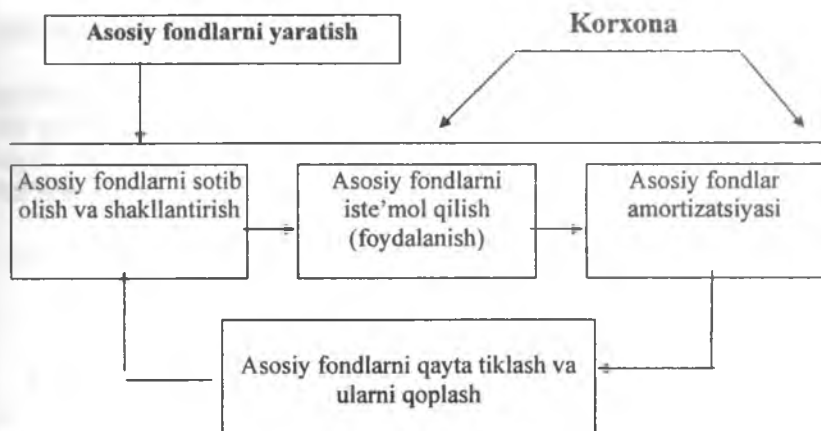 Asosiy fondlarni yaratish
Korxona
Asosiy fondlarni sotib
olish va shakllantirish
Asosiy fondlarni
iste’mol qilish
(foydalanish)
Asosiy fondlar
amortizatsiyasi
Asosiy fondlarni qayta tiklash va
ularni qoplash